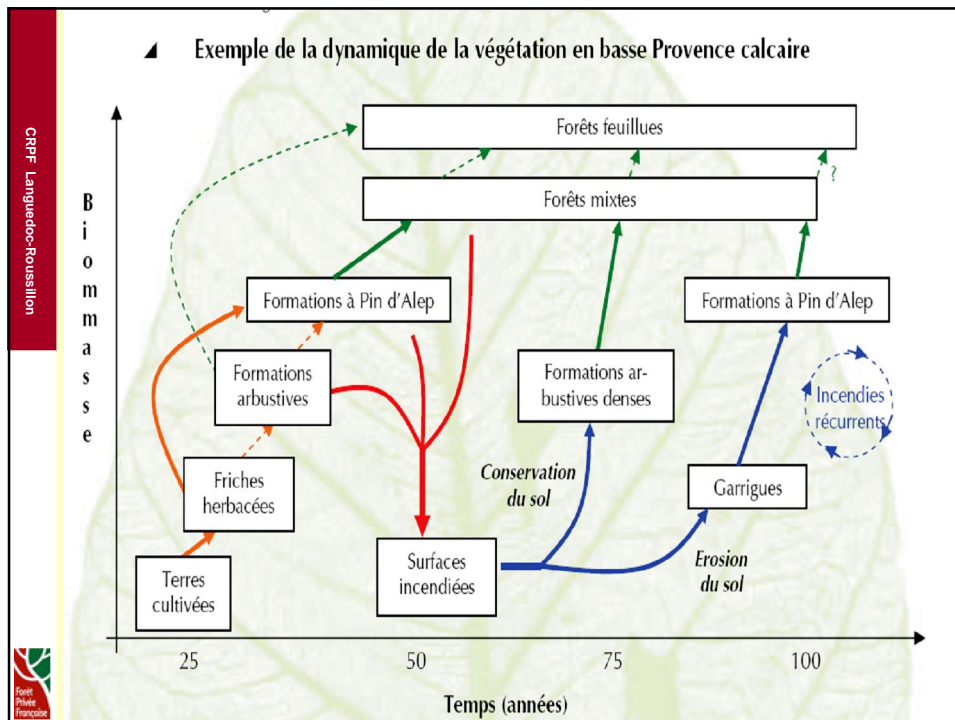 Exemple de la dynamique de la végétation en basse Provence calcaire
CRPF Languedoc-Roussillon
Biommasse
Forêts feuillues
?
Forêts mixtes
Formations à Pin d'Alep
Formations à Pin d'Alep
Formations
arbustives
Formations ar-
bustives denses
Incendies
récurrents
Friches
herbacées
Conservation
du sol
Garrigues
Terres
cultivées
Surfaces
incendiées
Erosion
du sol
25
50
75
100
Temps (années)
Forêt
Privée
Française